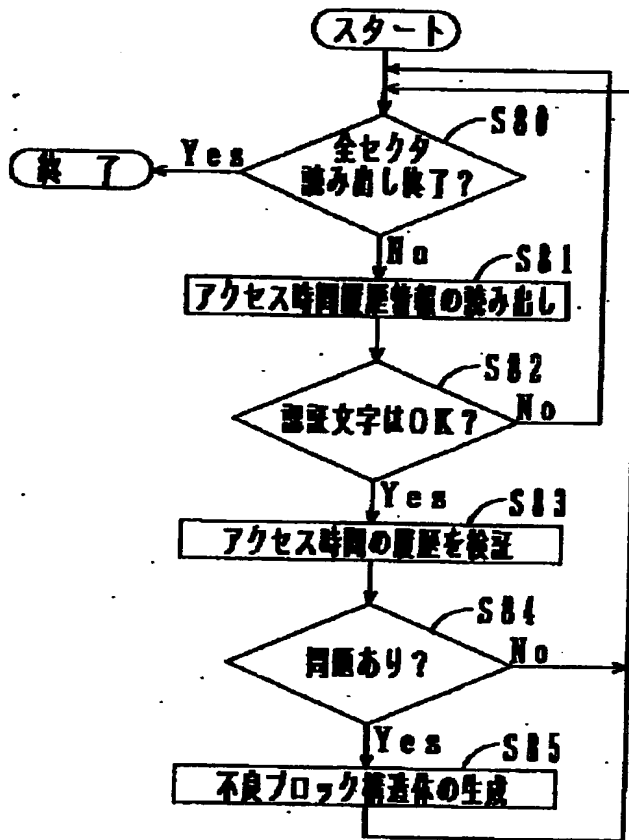 スタート
S80
全セクタ
読み出し終了?
Yes
終 了
No
S81
アクセス時間履歴情報の読み出し
S82
認証文字はOK?
No
Yes
S83
アクセス時間の履歴を検証
S84
問題あり?
No
Yes
S85
不良ブロック構造体の生成